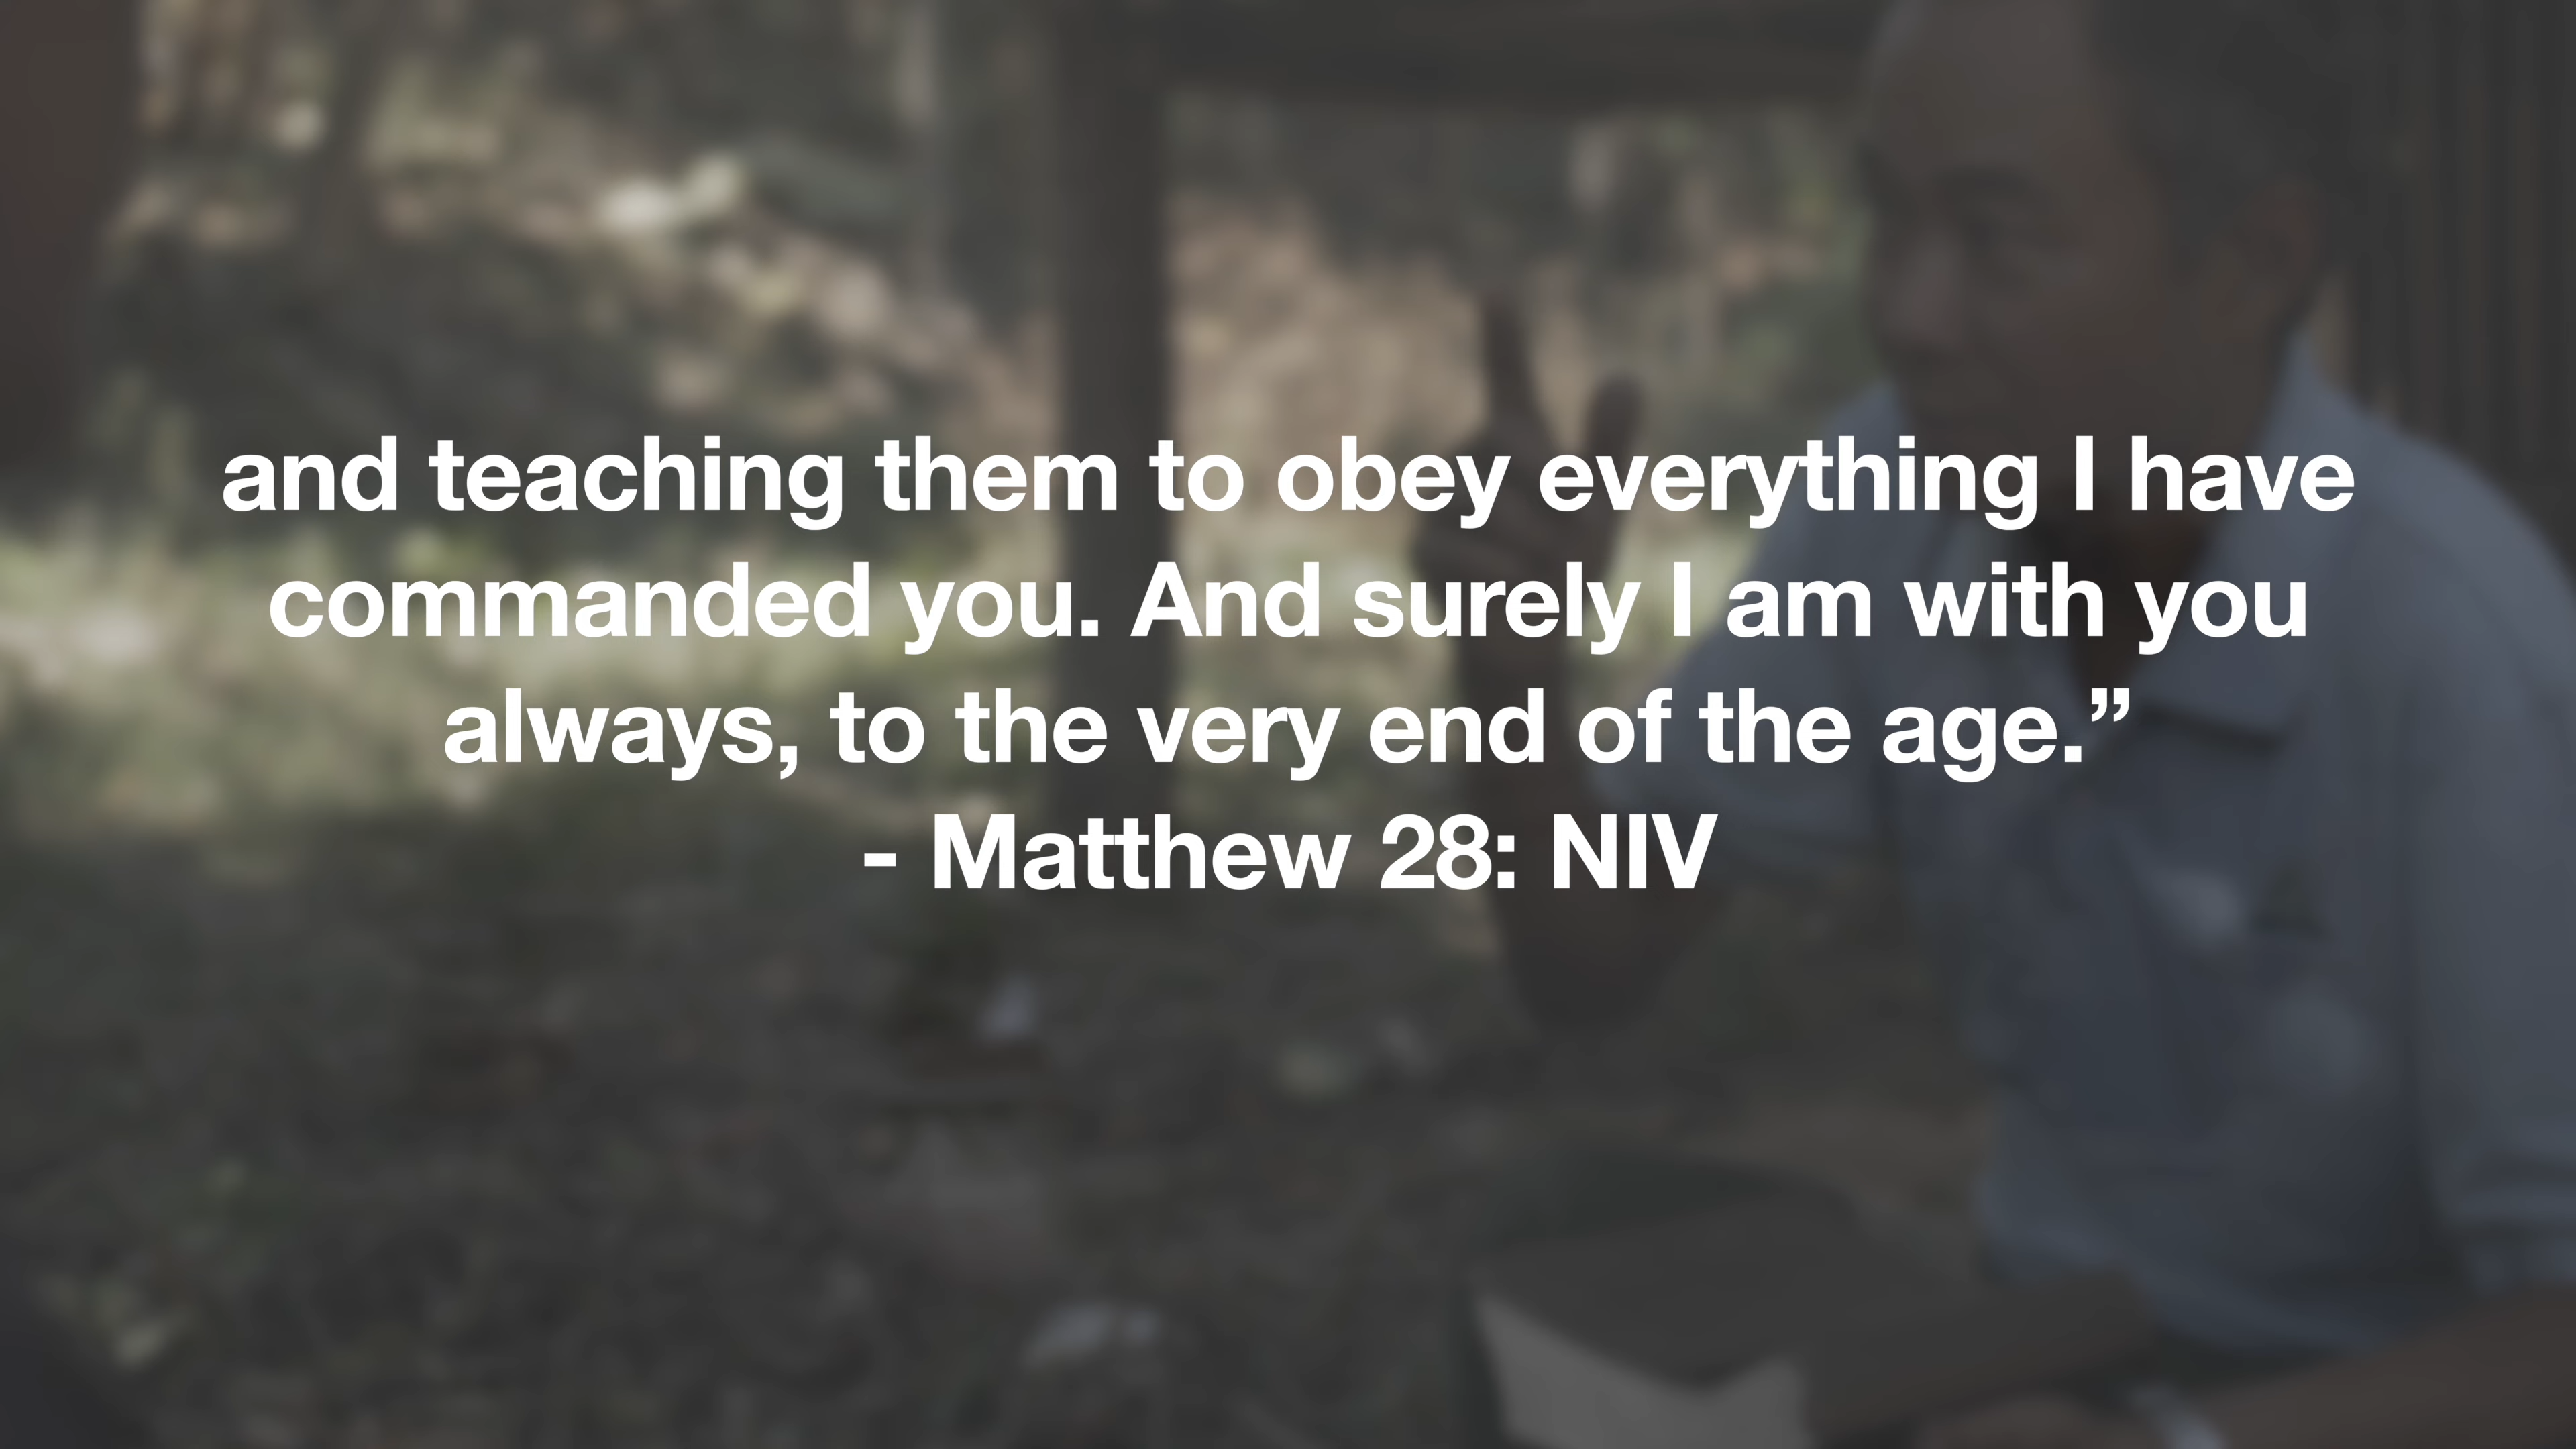 and teaching them to obey everything I have
commanded you. And surely I am with you
always, to the very end of the age.”
- Matthew 28: NIV